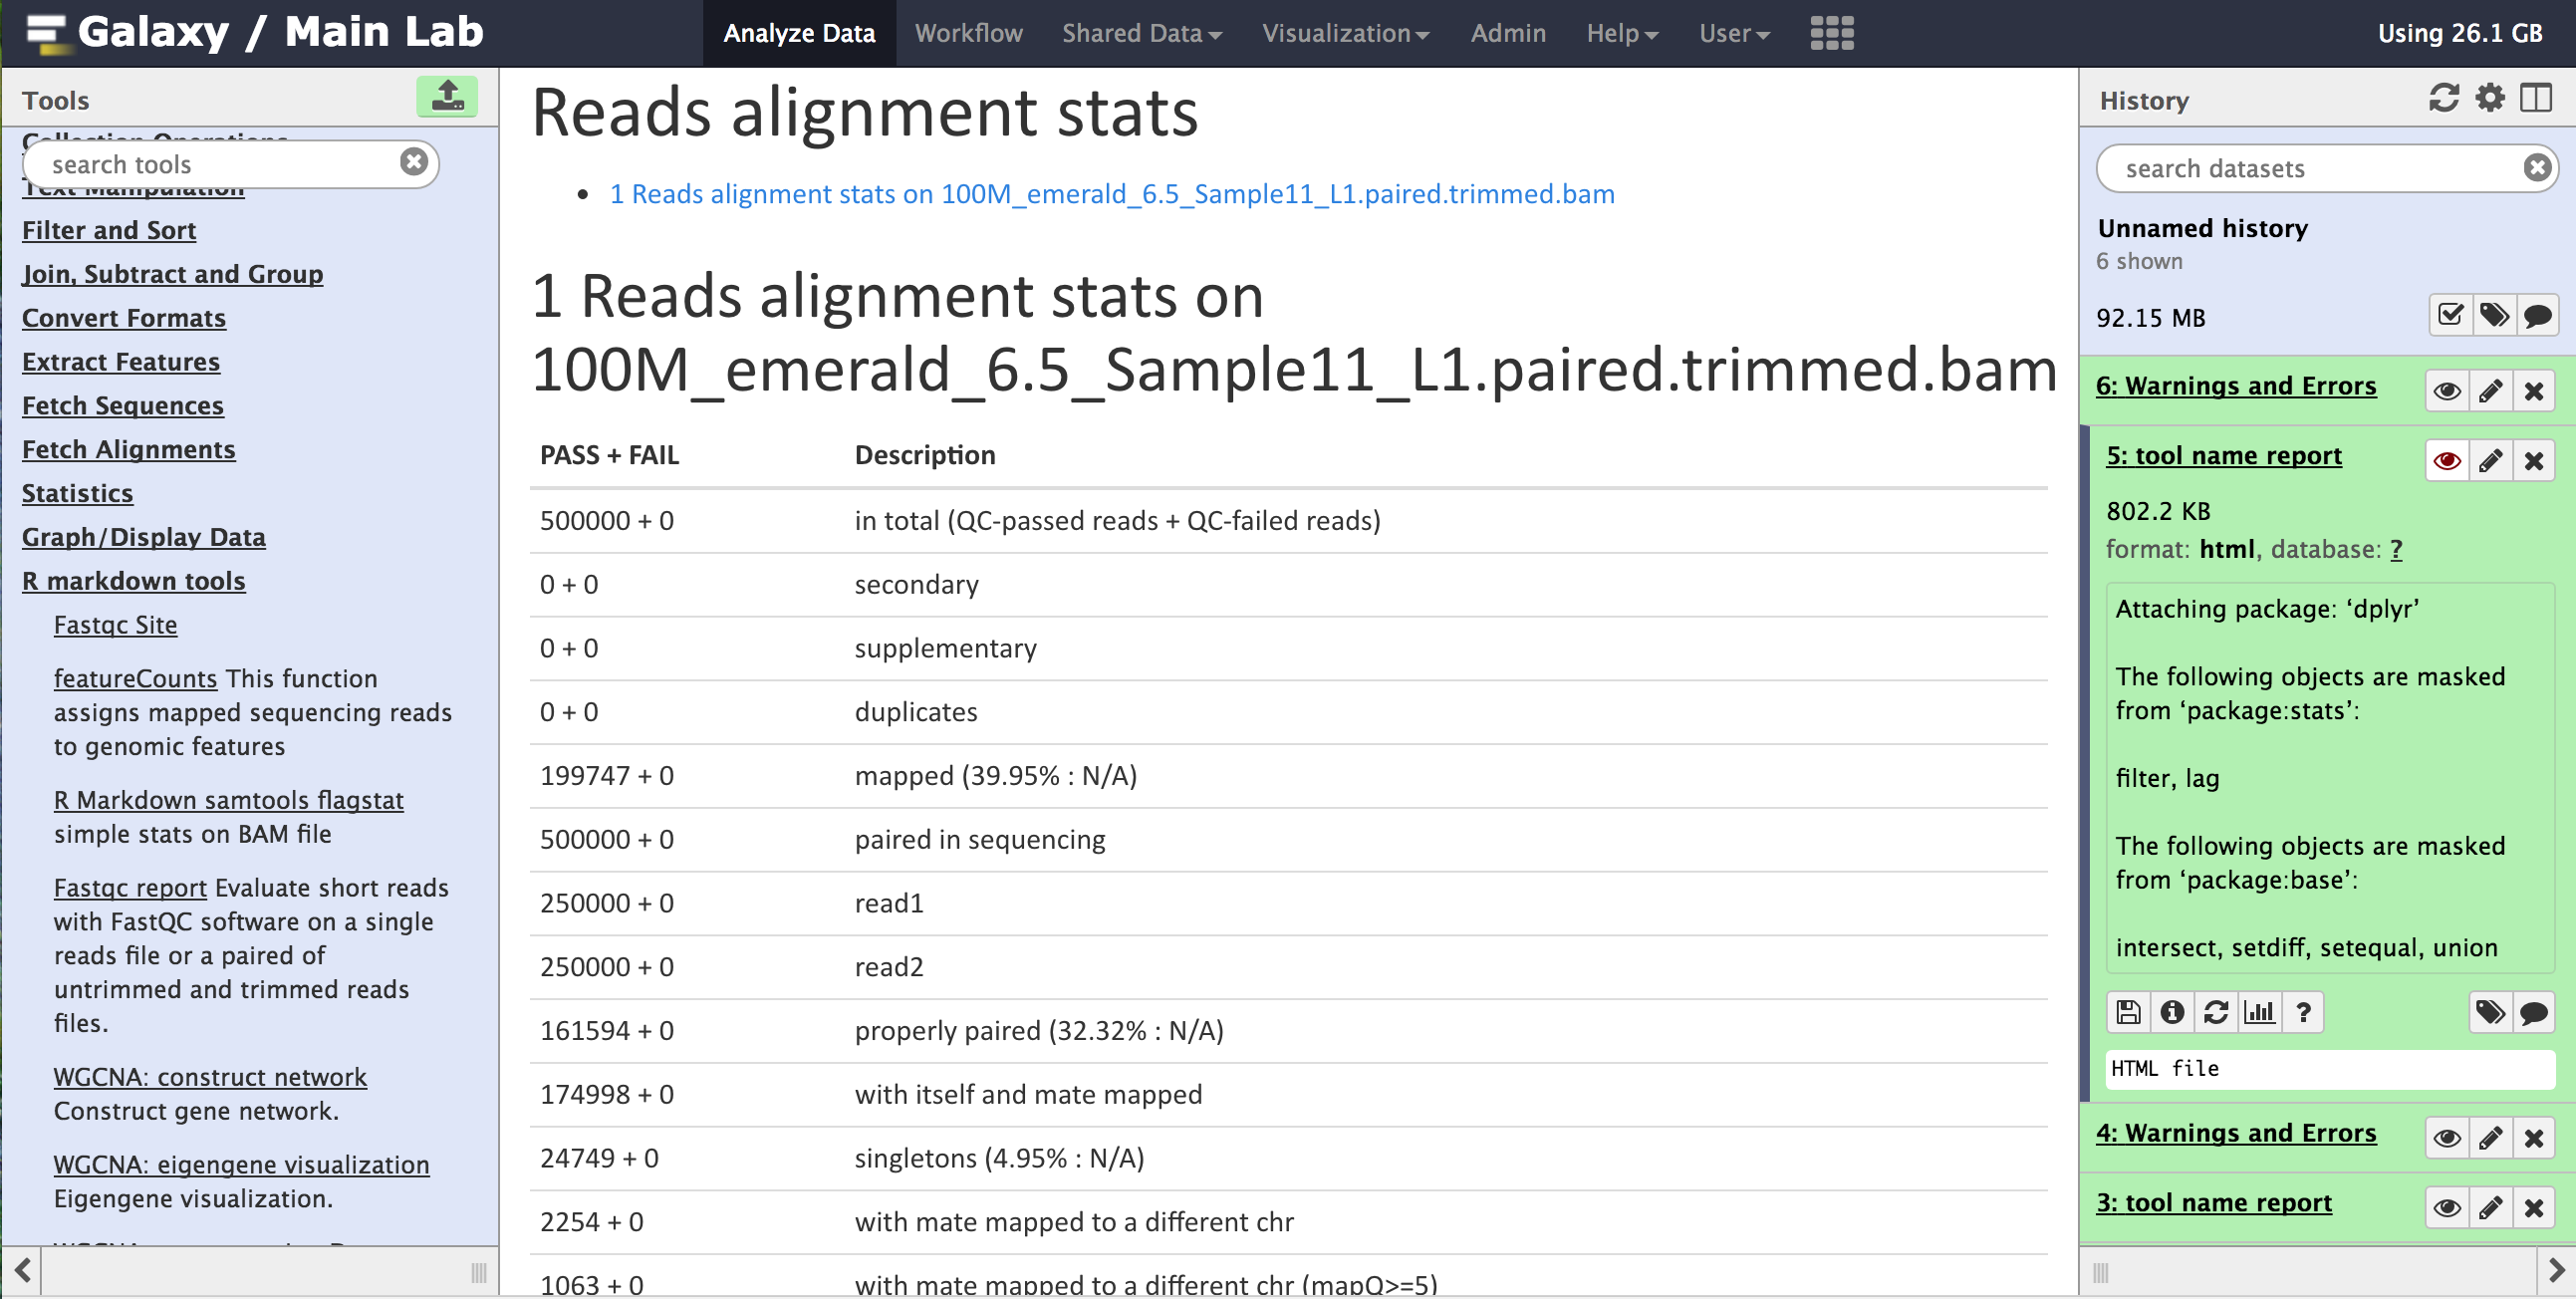 Galaxy / Main Lab
Analyze Data
Workflow
Shared Data
Visualization
Admin
Help
User
Using 26.1 GB
Tools
Collection Operations
search tools
Text Manipulation
Filter and Sort
Join, Subtract and Group
Convert Formats
Extract Features
Fetch Sequences
Fetch Alignments
Statistics
Graph/Display Data
R markdown tools
Fastqc Site
featureCounts This function
assigns mapped sequencing reads
to genomic features
R Markdown samtools flagstat
simple stats on BAM file
Fastqc report Evaluate short reads
with FastQC software on a single
reads file or a paired of
untrimmed and trimmed reads
files.
WGCNA: construct network
Construct gene network.
WGCNA: eigengene visualization
Eigengene visualization.
Reads alignment stats
• 1 Reads alignment stats on 100M_emerald_6.5_Sample11_L1.paired.trimmed.bam
1 Reads alignment stats on
100M_emerald_6.5_Sample11_L1.paired.trimmed.bam
PASS + FAIL Description
500000 + 0 in total (QC-passed reads + QC-failed reads)
0 + 0 secondary
0 + 0 supplementary
0 + 0 duplicates
199747 + 0 mapped (39.95% : N/A)
500000 + 0 paired in sequencing
250000 + 0 read1
250000 + 0 read2
161594 + 0 properly paired (32.32% : N/A)
174998 + 0 with itself and mate mapped
24749 + 0 singletons (4.95% : N/A)
2254 + 0 with mate mapped to a different chr
1063 + 0 with mate mapped to a different chr (mapQ>=5)
History
search datasets
Unnamed history
6 shown
92.15 MB
6: Warnings and Errors
5: tool name report
802.2 KB
format: html, database: ?
Attaching package: ‘dplyr’
The following objects are masked
from ‘package:stats’:
filter, lag
The following objects are masked
from ‘package:base’:
intersect, setdiff, setequal, union
HTML file
4: Warnings and Errors
3: tool name report